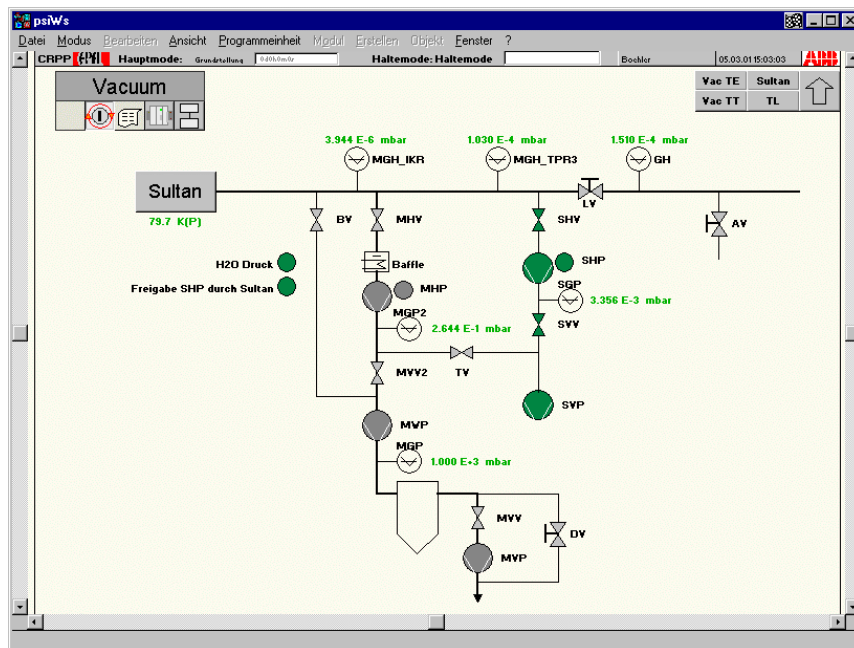 psiWs
Datei Modus Bearbeiten Ansicht Programmeinheit Modul Erstellen Objekt Fenster ?
CRPP EPFL Hauptmode: Grundstellung 0d0h0m0s Haltemode: Haltemode Bochler 05.03.01 15:03:03 ABB
Vacuum
Vac TE Sultan
Vac TT TL
3.944 E-6 mbar 1.030 E-4 mbar 1.510 E-4 mbar
MGH_IKR MGH_TPR3 GH
Sultan
79.7 K(P)
BV MHV SHV LV AV
H2O Druck Baffle SHP
Freigabe SHP durch Sultan MHP SGP
MGP2 3.356 E-3 mbar
2.644 E-1 mbar SVV
MVV2 TV
SVP
MWP
MGP
1.000 E+3 mbar
MVV DV
MVP